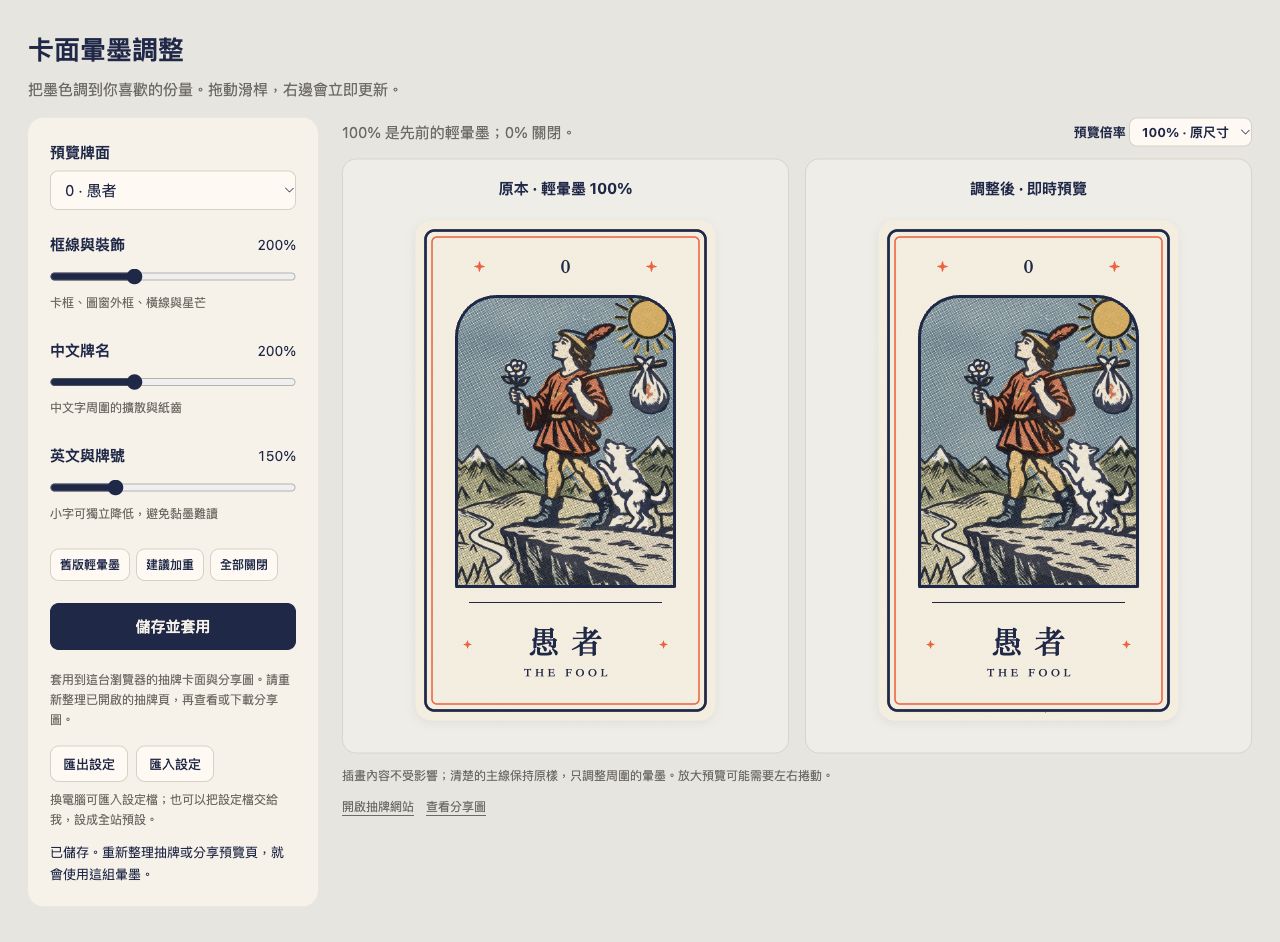 卡面暈墨調整
把墨色調到你喜歡的份量。拖動滑桿，右邊會立即更新。
預覽牌面
0 · 愚者
框線與裝飾 200%
卡框、圖窗外框、橫線與星芒
中文牌名 200%
中文字周圍的擴散與紙齒
英文與牌號 150%
小字可獨立降低，避免黏墨難讀
舊版輕暈墨 建議加重 全部關閉
儲存並套用
套用到這台瀏覽器的抽牌卡面與分享圖。請重
新整理已開啟的抽牌頁，再查看或下載分享
圖。
匯出設定 匯入設定
換電腦可匯入設定檔；也可以把設定檔交給
我，設成全站預設。
已儲存。重新整理抽牌或分享預覽頁，就
會使用這組暈墨。
100% 是先前的輕暈墨；0% 關閉。
預覽倍率 100% · 原尺寸
原本 · 輕暈墨 100%
0
愚者
THE FOOL
調整後 · 即時預覽
0
愚者
THE FOOL
插畫內容不受影響；清楚的主線保持原樣，只調整周圍的暈墨。放大預覽可能需要左右捲動。
開啟抽牌網站 查看分享圖